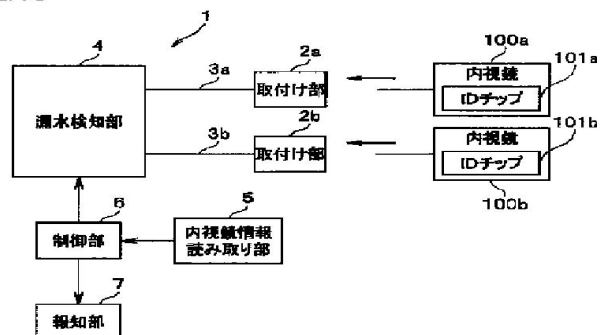 1
4
漏水検知部
3a
2a
取付け部
100a
内視鏡
101a
IDチップ
3b
2b
取付け部
101b
内視鏡
IDチップ
100b
6
制御部
5
内視鏡情報
読み取り部
7
報知部